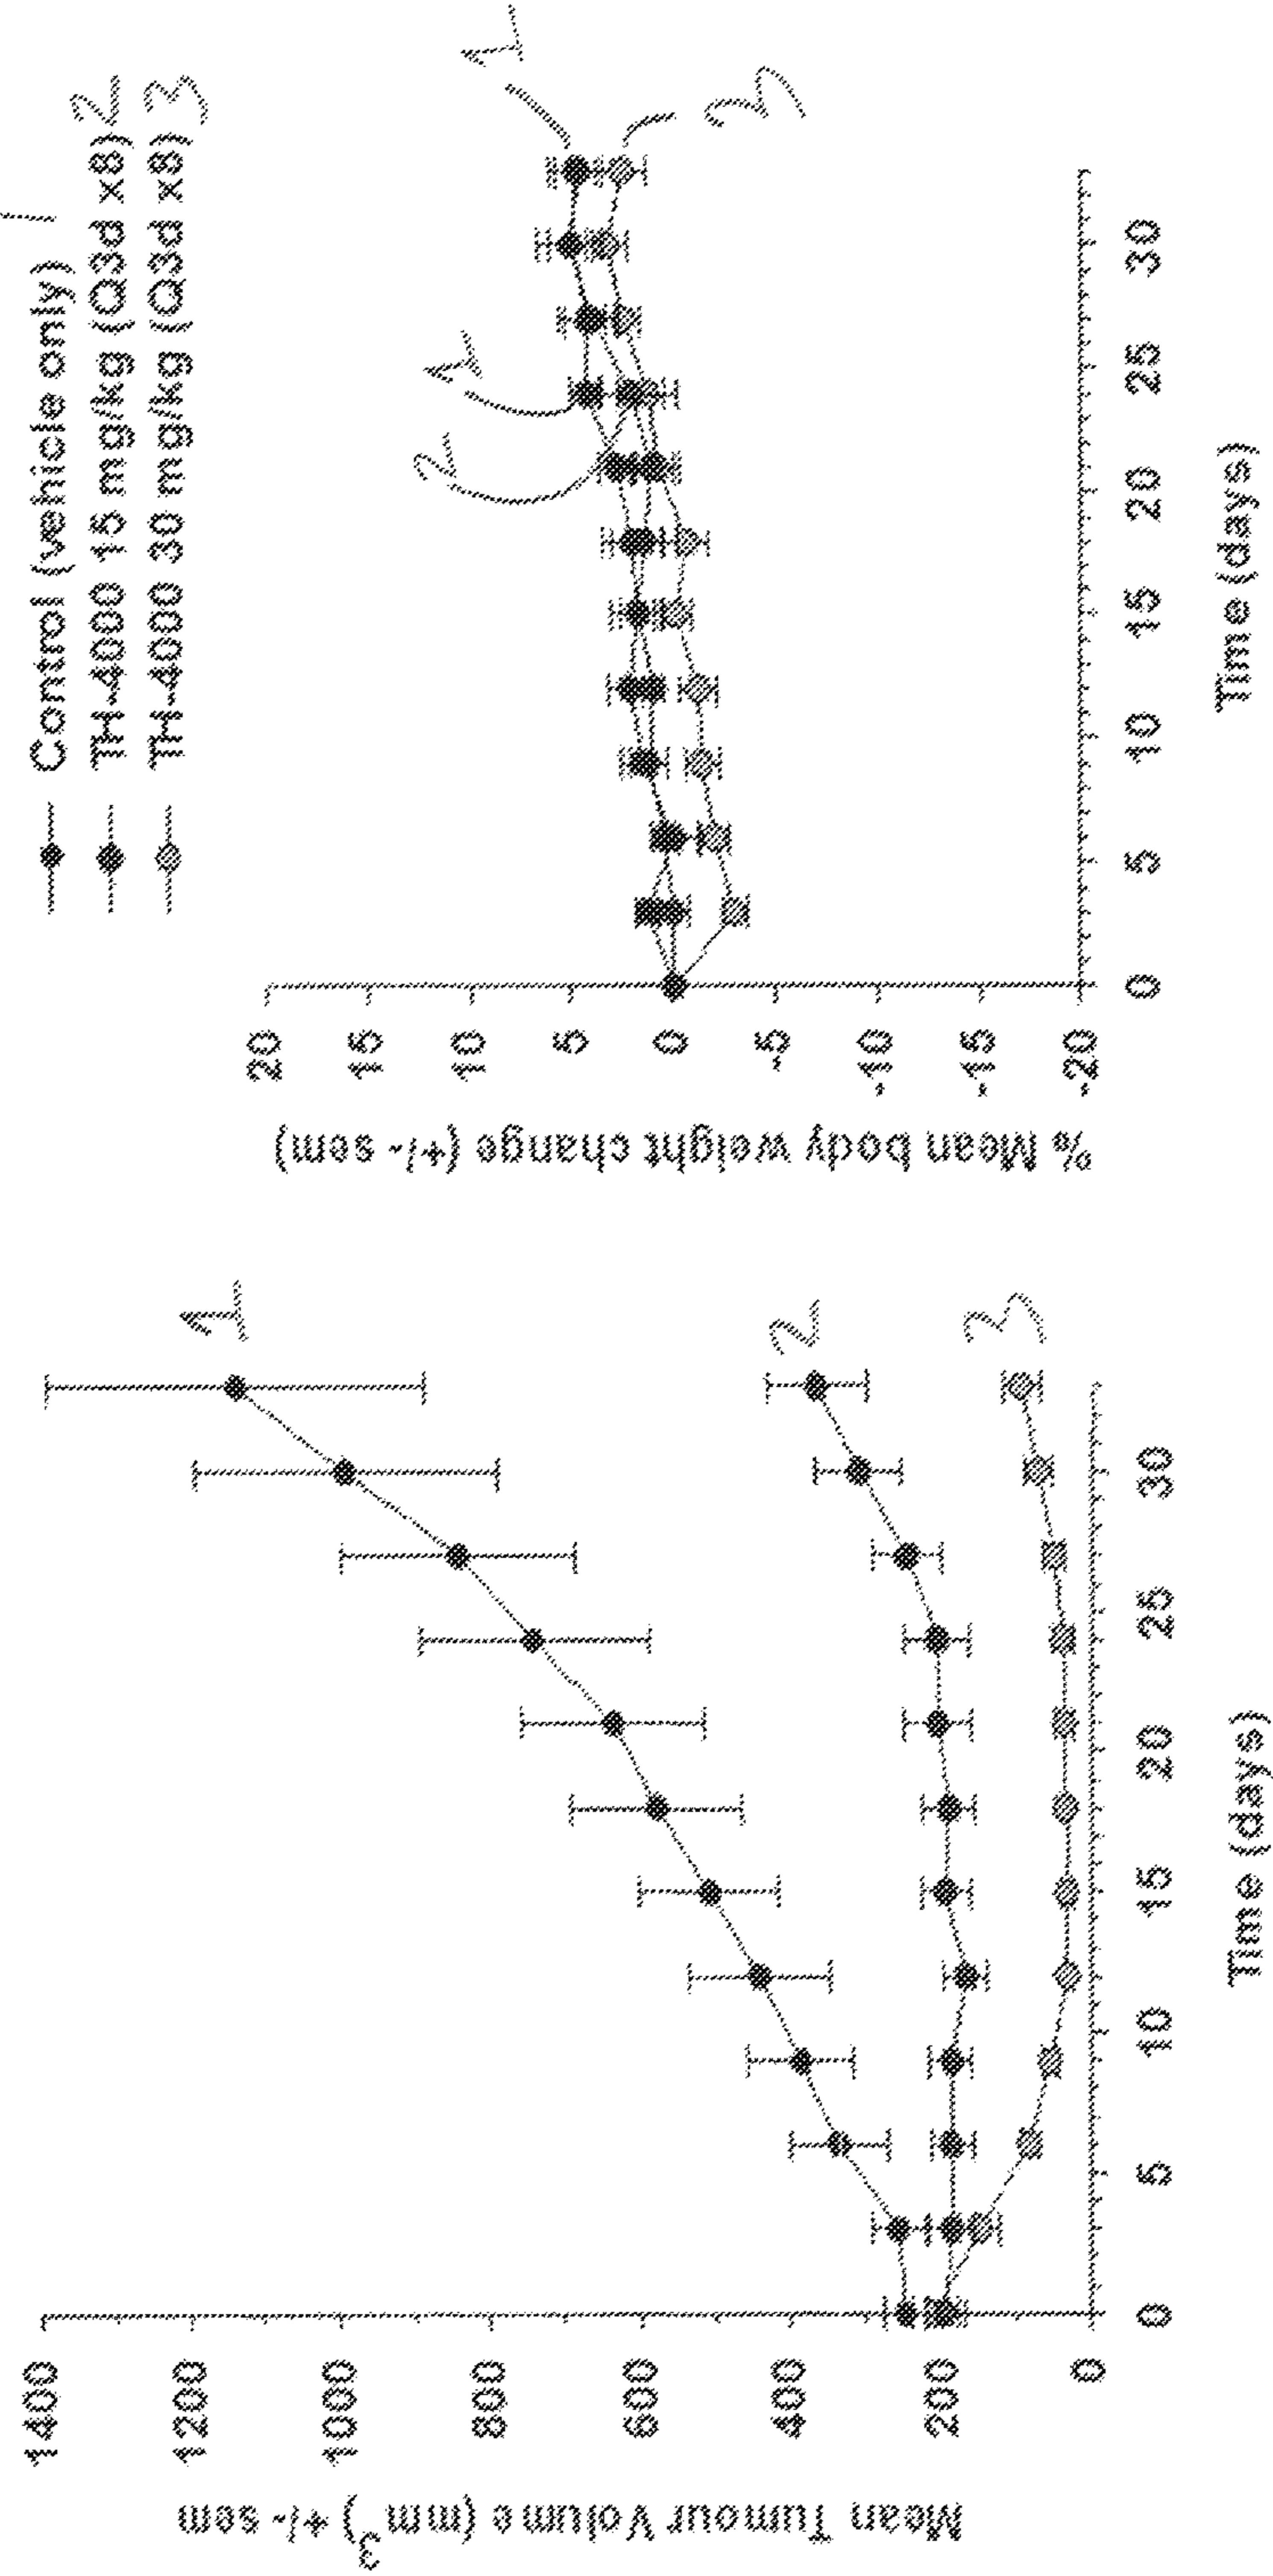 1
Control (vehicle only)
TH-4000 15 mg/kg (Q3d x8) 2
TH-4000 30 mg/kg (Q3d x8) 3
Mean Tumour Volume (mm3) +/- sem
1400
1200
1000
800
600
400
200
0
0 5 10 15 20 25 30
Time (days)
1
2
3
% Mean body weight change (+/- sem)
20
15
10
5
0
-5
-10
-15
-20
0 5 10 15 20 25 30
Time (days)
2
1
1
3